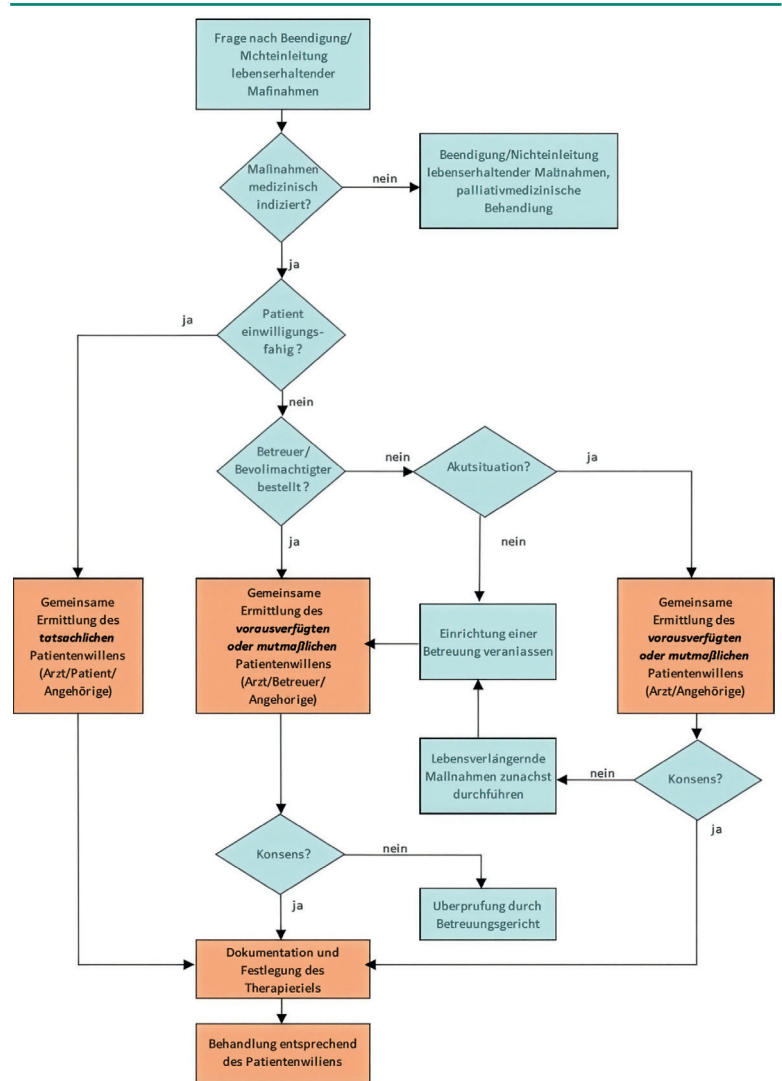 Frage nach Beendigung/
Nichteinleitung
lebenserhaltender
Maßnahmen
Maßnahmen
medizinisch
indiziert?
nein
Beendigung/Nichteinleitung
lebenserhaltender Maßnahmen,
palliativmedizinische
Behandlung
ja
ja
Patient
einwilligungs-
fahig ?
nein
Betreuer/
Bevolimachtigter
bestellt ?
nein
Akutsituation?
ja
ja
nein
Gemeinsame
Ermittlung des
tatsachlichen
Patientenwillens
(Arzt/Patient/
Angehörige)
Gemeinsame
Ermittlung des
vorausverfügten
oder mutmaßlichen
Patientenwillens
(Arzt/Betreuer/
Angehorige)
Einrichtung einer
Betreuung veranlassen
Gemeinsame
Ermittlung des
vorausverfügten
oder mutmaßlichen
Patientenwillens
(Arzt/Angehörige)
Lebensverlängernde
Mallnahmen zunachst
durchführen
nein
Konsens?
ja
Konsens?
nein
ja
Uberprufung durch
Betreuungsgericht
Dokumentation und
Festlegung des
Therapieziels
Behandlung entsprechend
des Patientenwiliens